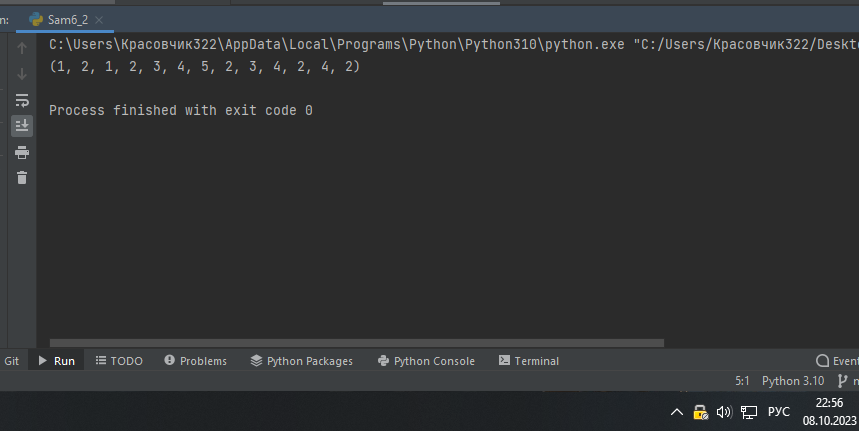 n: Sam6_2
C:\Users\Красовчик322\AppData\Local\Programs\Python\Python310\python.exe "C:/Users/Красовчик322/Deskto
(1, 2, 1, 2, 3, 4, 5, 2, 3, 4, 2, 4, 2)
Process finished with exit code 0
Git Run TODO Problems Python Packages Python Console Terminal Event
5:1 Python 3.10
22:56
РУС
08.10.2023